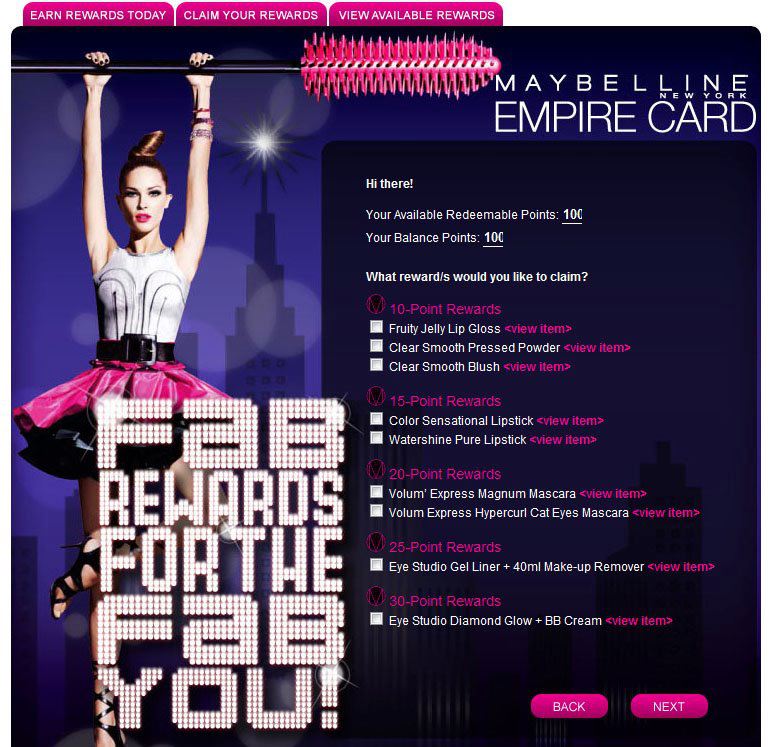 EARN REWARDS TODAY
CLAIM YOUR REWARDS
VIEW AVAILABLE REWARDS
MAYBELLINE
NEW YORK
EMPIRE CARD
Hi there!
Your Available Redeemable Points: 100
Your Balance Points: 100
What reward/s would you like to claim?
10-Point Rewards
Fruity Jelly Lip Gloss <view item>
Clear Smooth Pressed Powder <view item>
Clear Smooth Blush <view item>
15-Point Rewards
Color Sensational Lipstick <view item>
Watershine Pure Lipstick <view item>
20-Point Rewards
Volum' Express Magnum Mascara <view item>
Volum Express Hypercurl Cat Eyes Mascara <view item>
25-Point Rewards
Eye Studio Gel Liner + 40ml Make-up Remover <view item>
30-Point Rewards
Eye Studio Diamond Glow + BB Cream <view item>
FaB
REWARDS
FOR THE
FaB
YOU!
BACK
NEXT